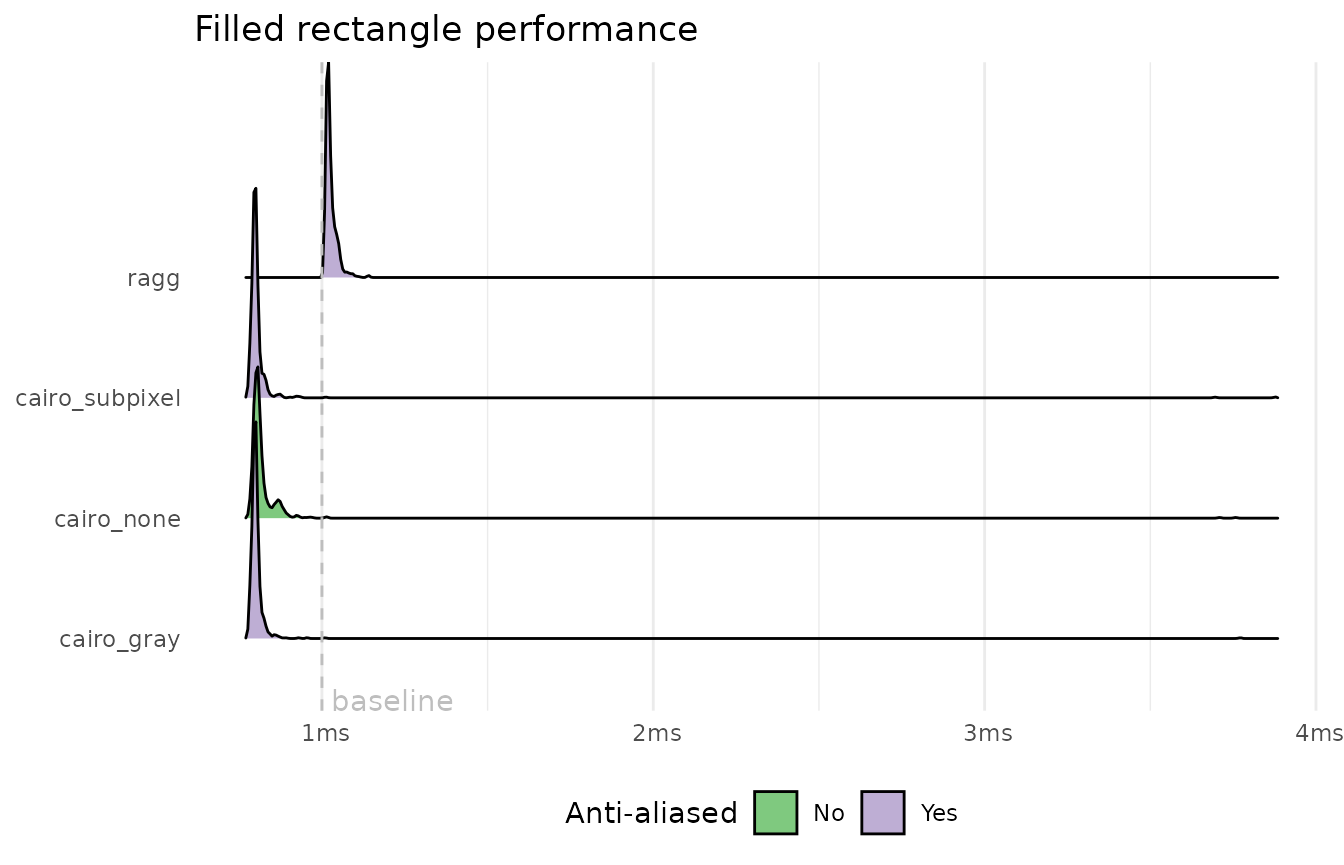 Filled rectangle performance
ragg
cairo_subpixel
cairo_none
cairo_gray
baseline
1ms 2ms 3ms 4ms
Anti-aliased No Yes